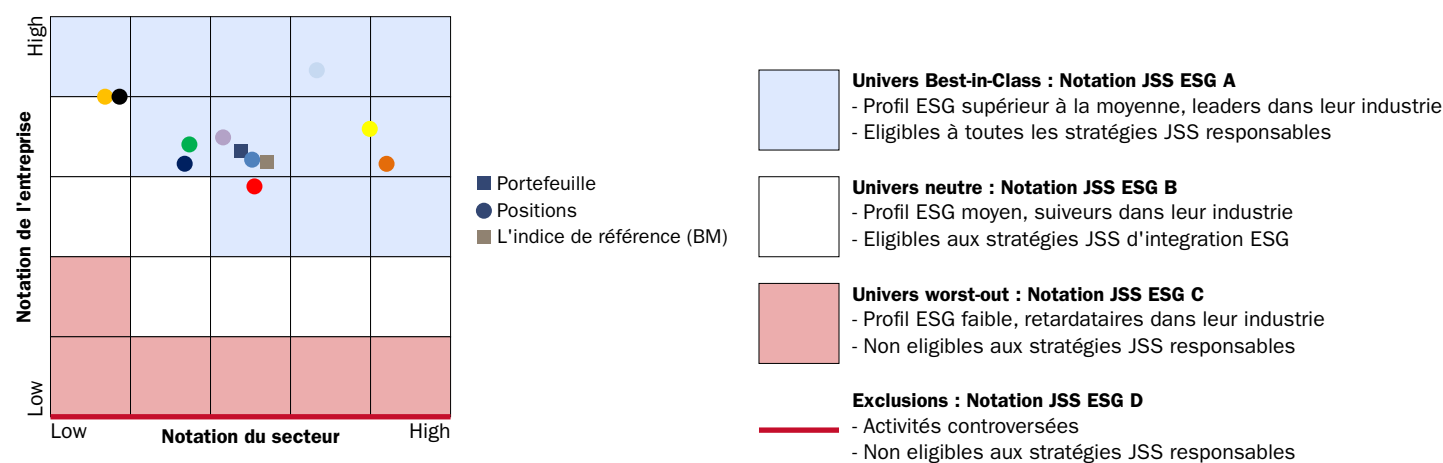 High
Notation de l'entreprise
Low
Low
Notation du secteur
High
Portefeuille
Positions
L'indice de référence (BM)
Univers Best-in-Class : Notation JSS ESG A
- Profil ESG supérieur à la moyenne, leaders dans leur industrie
- Eligibles à toutes les stratégies JSS responsables
Univers neutre : Notation JSS ESG B
- Profil ESG moyen, suiveurs dans leur industrie
- Eligibles aux stratégies JSS d'integration ESG
Univers worst-out : Notation JSS ESG C
- Profil ESG faible, retardataires dans leur industrie
- Non eligibles aux stratégies JSS responsables
Exclusions : Notation JSS ESG D
- Activités controversées
- Non eligibles aux stratégies JSS responsables